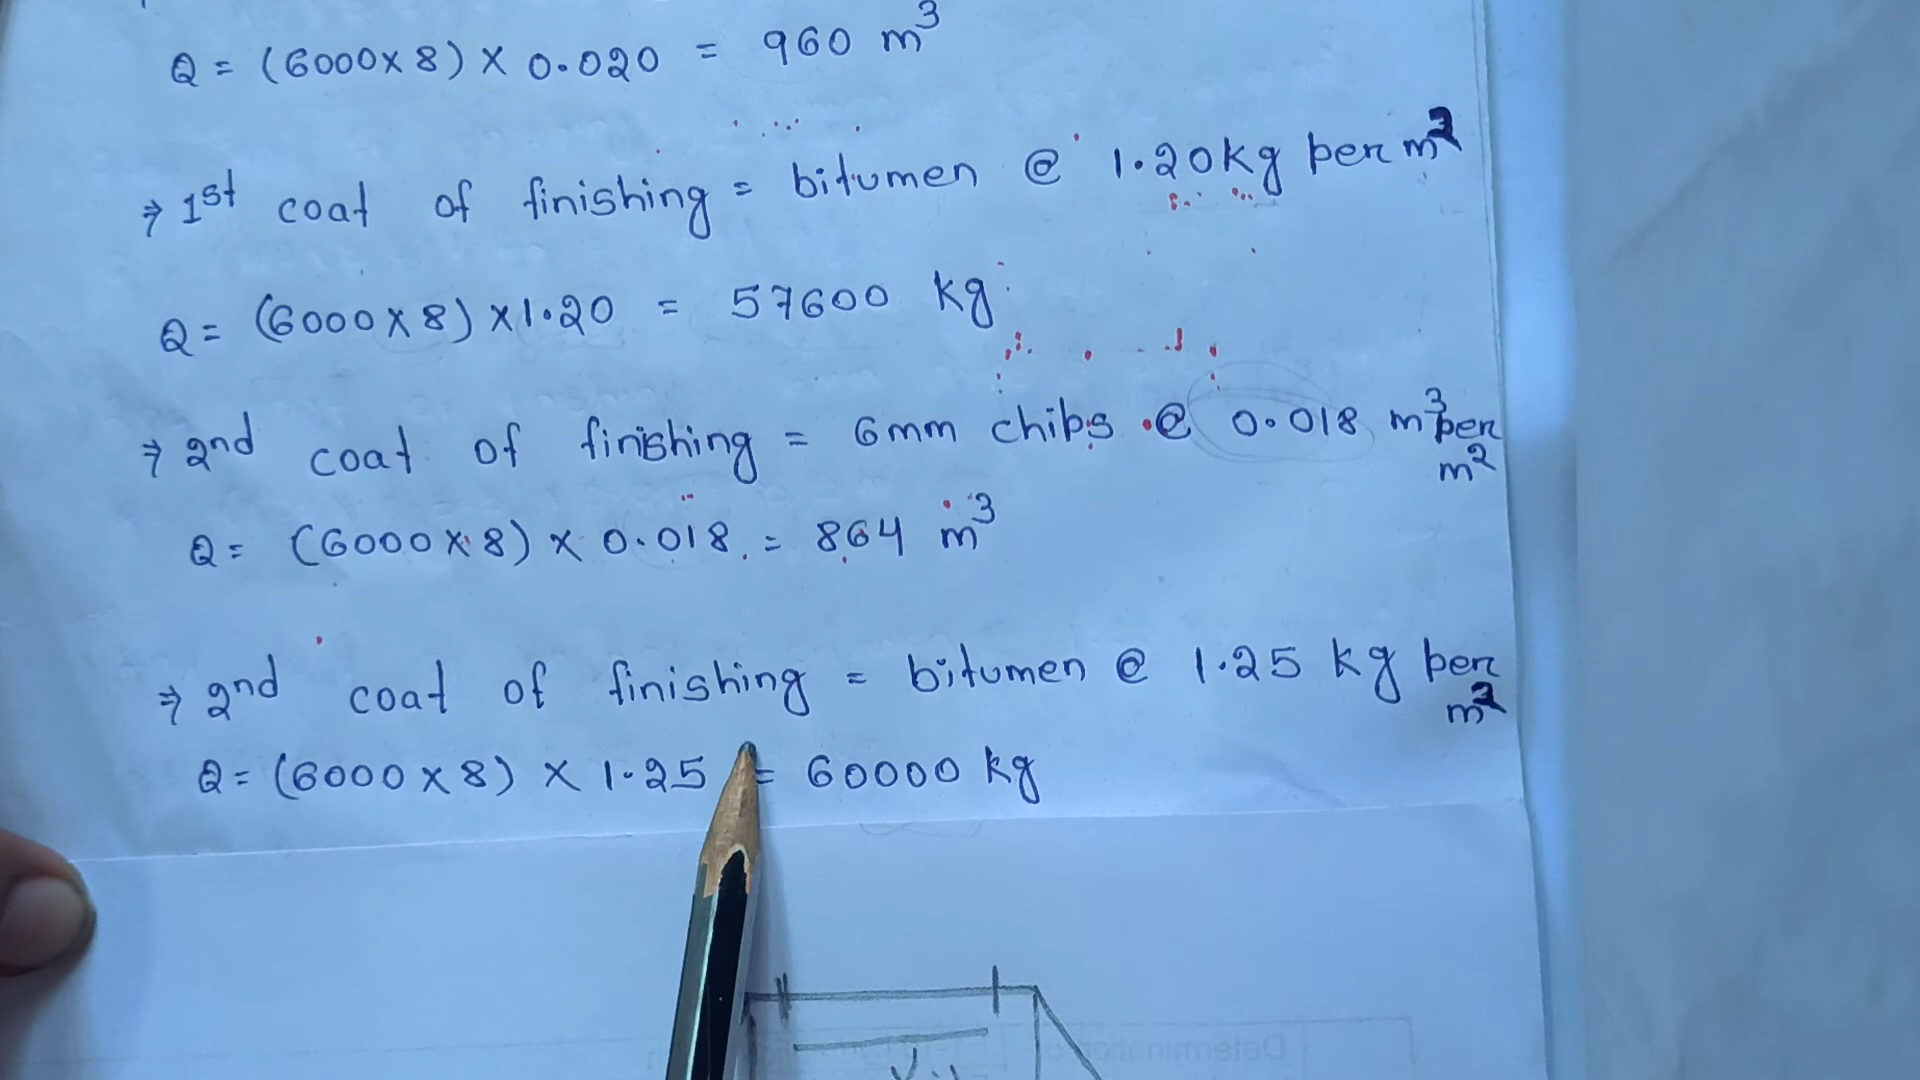 Q = (6000 x 8) x 0.020 = 960 m³
⇒ 1st coat of finishing = bitumen @ 1.20 kg per m²
Q = (6000 x 8) x 1.20 = 57600 kg
⇒ 2nd coat of finishing = 6mm chips @ 0.018 m³ per m²
Q = (6000 x 8) x 0.018 = 864 m³
⇒ 2nd coat of finishing = bitumen @ 1.25 kg per m²
Q = (6000 x 8) x 1.25 = 60000 kg